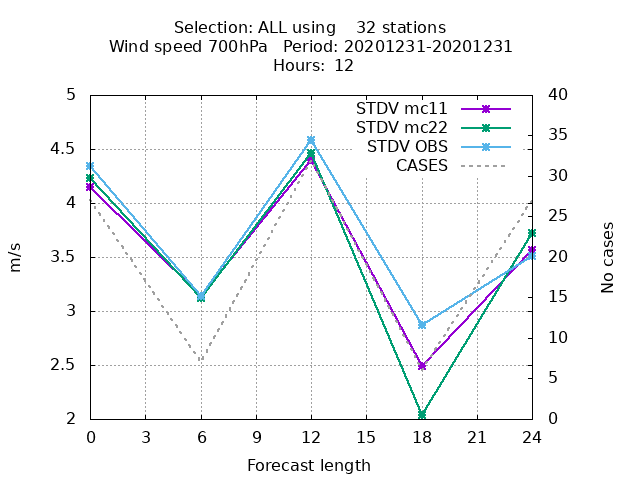 Selection: ALL using    32 stations
Wind speed 700hPa   Period: 20201231-20201231
Hours: 12
5
4.5
4
3.5
3
2.5
2
40
35
30
25
20
15
10
5
0
STDV mc11
STDV mc22
STDV OBS
CASES
m/s
No cases
0 3 6 9 12 15 18 21 24
Forecast length